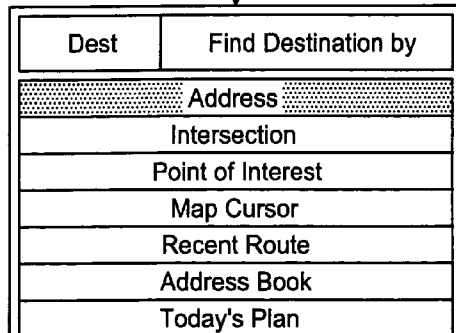 Dest Find Destination by
Address
Intersection
Point of Interest
Map Cursor
Recent Route
Address Book
Today's Plan